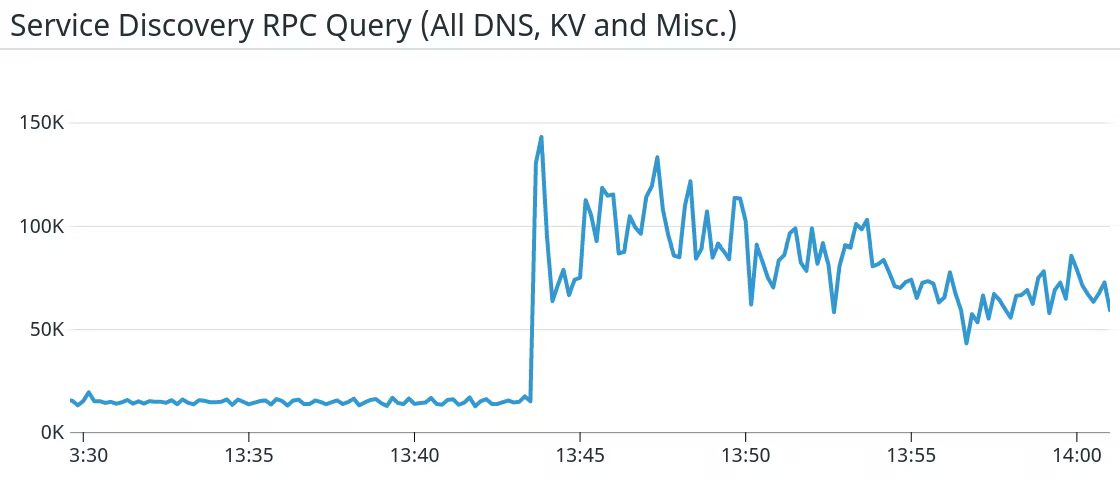 Service Discovery RPC Query (All DNS, KV and Misc.)
150K
100K
50K
0K
3:30 13:35 13:40 13:45 13:50 13:55 14:00